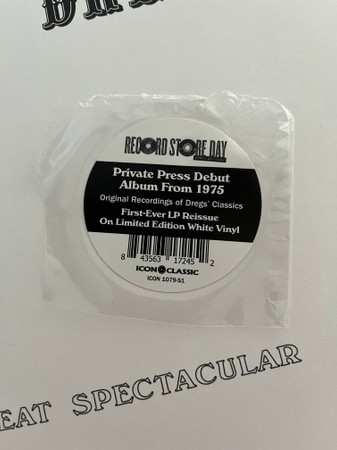 RECORD STORE DAY
Private Press Debut
Album From 1975
Original Recordings of Dregs' Classics
First-Ever LP Reissue
On Limited Edition White Vinyl
8 43563 17245 2
ICON CLASSIC
ICON 1079-S1
EAT SPECTACULAR